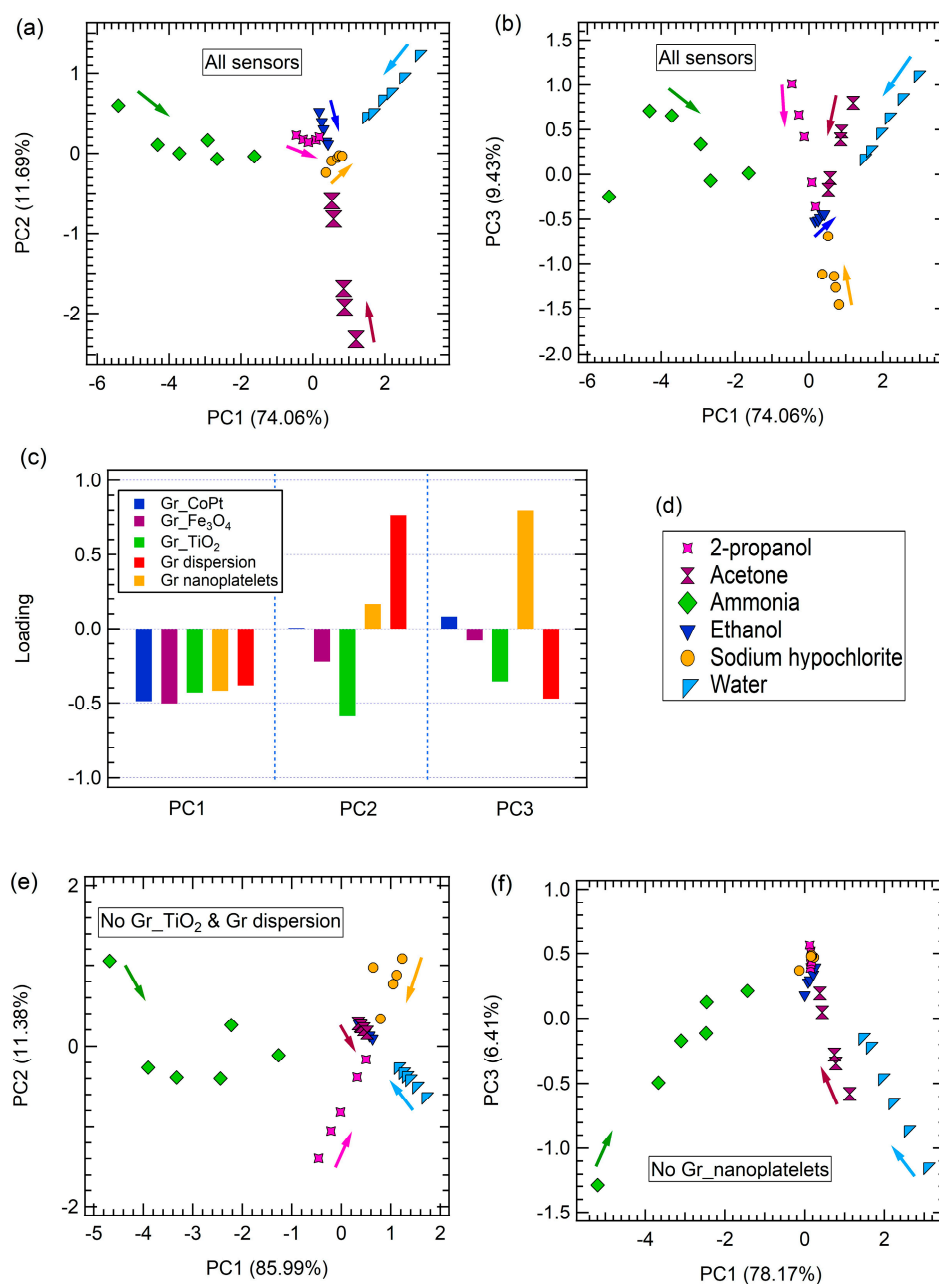 (a)
All sensors
1
0
-1
-2
PC2 (11.69%)
-6 -4 -2 0 2
PC1 (74.06%)
(b)
All sensors
1.5
1.0
0.5
0.0
-0.5
-1.0
-1.5
-2.0
PC3 (9.43%)
-6 -4 -2 0 2
PC1 (74.06%)
(c)
Gr_CoPt
Gr_Fe₃O₄
Gr_TiO₂
Gr dispersion
Gr nanoplatelets
1.0
0.5
0.0
-0.5
-1.0
Loading
PC1 PC2 PC3
(d)
2-propanol
Acetone
Ammonia
Ethanol
Sodium hypochlorite
Water
(e)
No Gr_TiO₂ & Gr dispersion
2
0
-2
PC2 (11.38%)
-5 -4 -3 -2 -1 0 1 2
PC1 (85.99%)
(f)
No Gr_nanoplatelets
1.0
0.5
0.0
-0.5
-1.0
-1.5
PC3 (6.41%)
-4 -2 0 2
PC1 (78.17%)